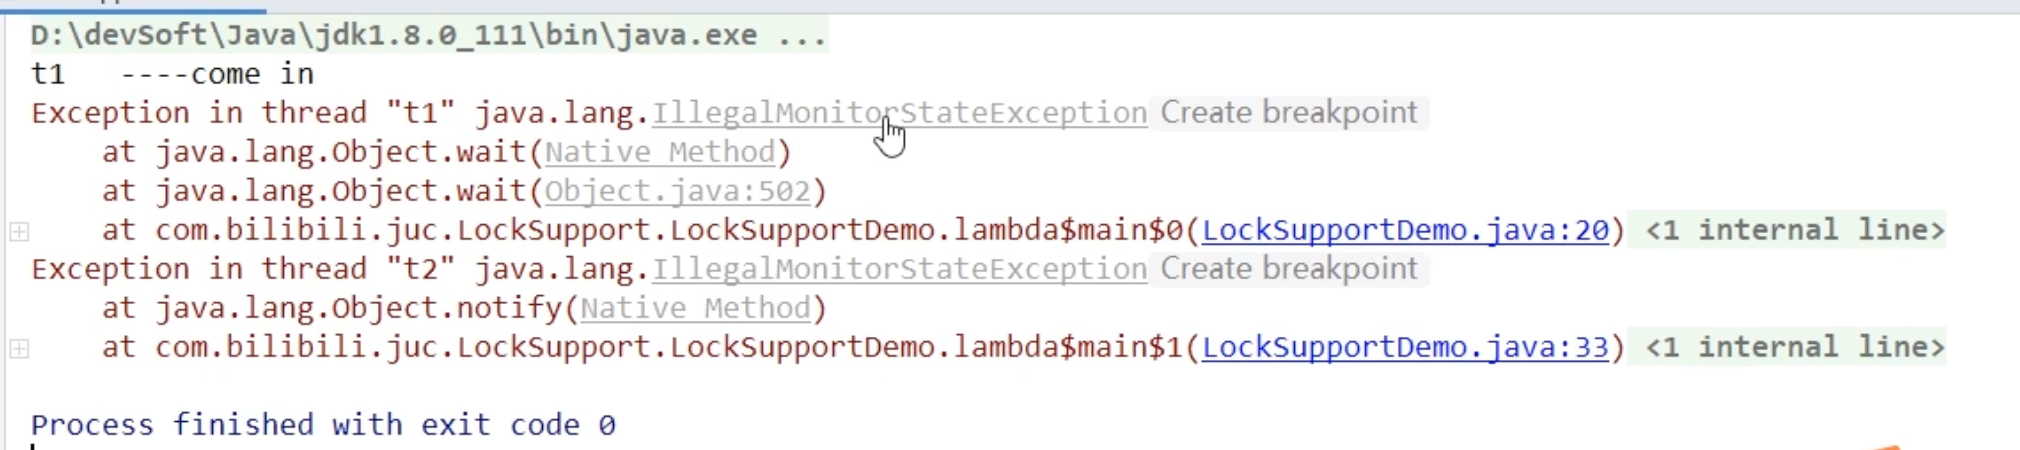 D:\devSoft\Java\jdk1.8.0_111\bin\java.exe ...
t1   ----come in
Exception in thread "t1" java.lang.IllegalMonitorStateException Create breakpoint
    at java.lang.Object.wait(Native Method)
    at java.lang.Object.wait(Object.java:502)
    at com.bilibili.juc.LockSupport.LockSupportDemo.lambda$main$0(LockSupportDemo.java:20) <1 internal line>
Exception in thread "t2" java.lang.IllegalMonitorStateException Create breakpoint
    at java.lang.Object.notify(Native Method)
    at com.bilibili.juc.LockSupport.LockSupportDemo.lambda$main$1(LockSupportDemo.java:33) <1 internal line>
Process finished with exit code 0